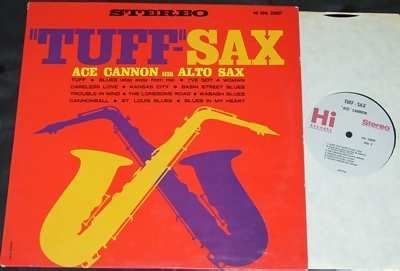 STEREO
"TUFF"-SAX
ACE CANNON HIS ALTO SAX
TUFF • BLUES (stay away from me) • I'VE GOT A WOMAN
CARELESS LOVE • KANSAS CITY • BASIN STREET BLUES
TROUBLE IN MIND • THE LONESOME ROAD • WABASH BLUES
CANNONBALL • ST. LOUIS BLUES • BLUES IN MY HEART
TUFF - SAX
ACE CANNON
Hi
RECORDS
Stereo